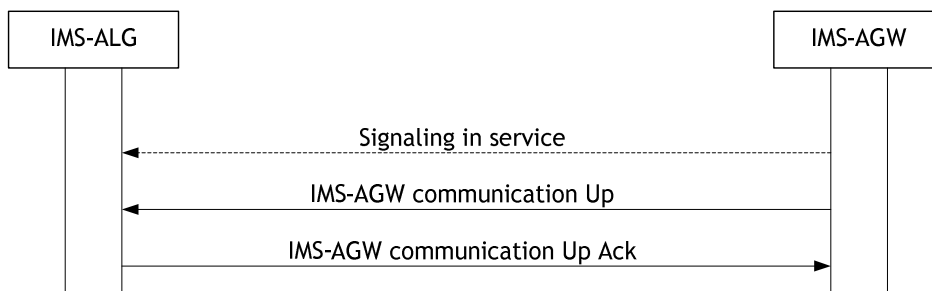 IMS-ALG
IMS-AGW
Signaling in service
IMS-AGW communication Up
IMS-AGW communication Up Ack